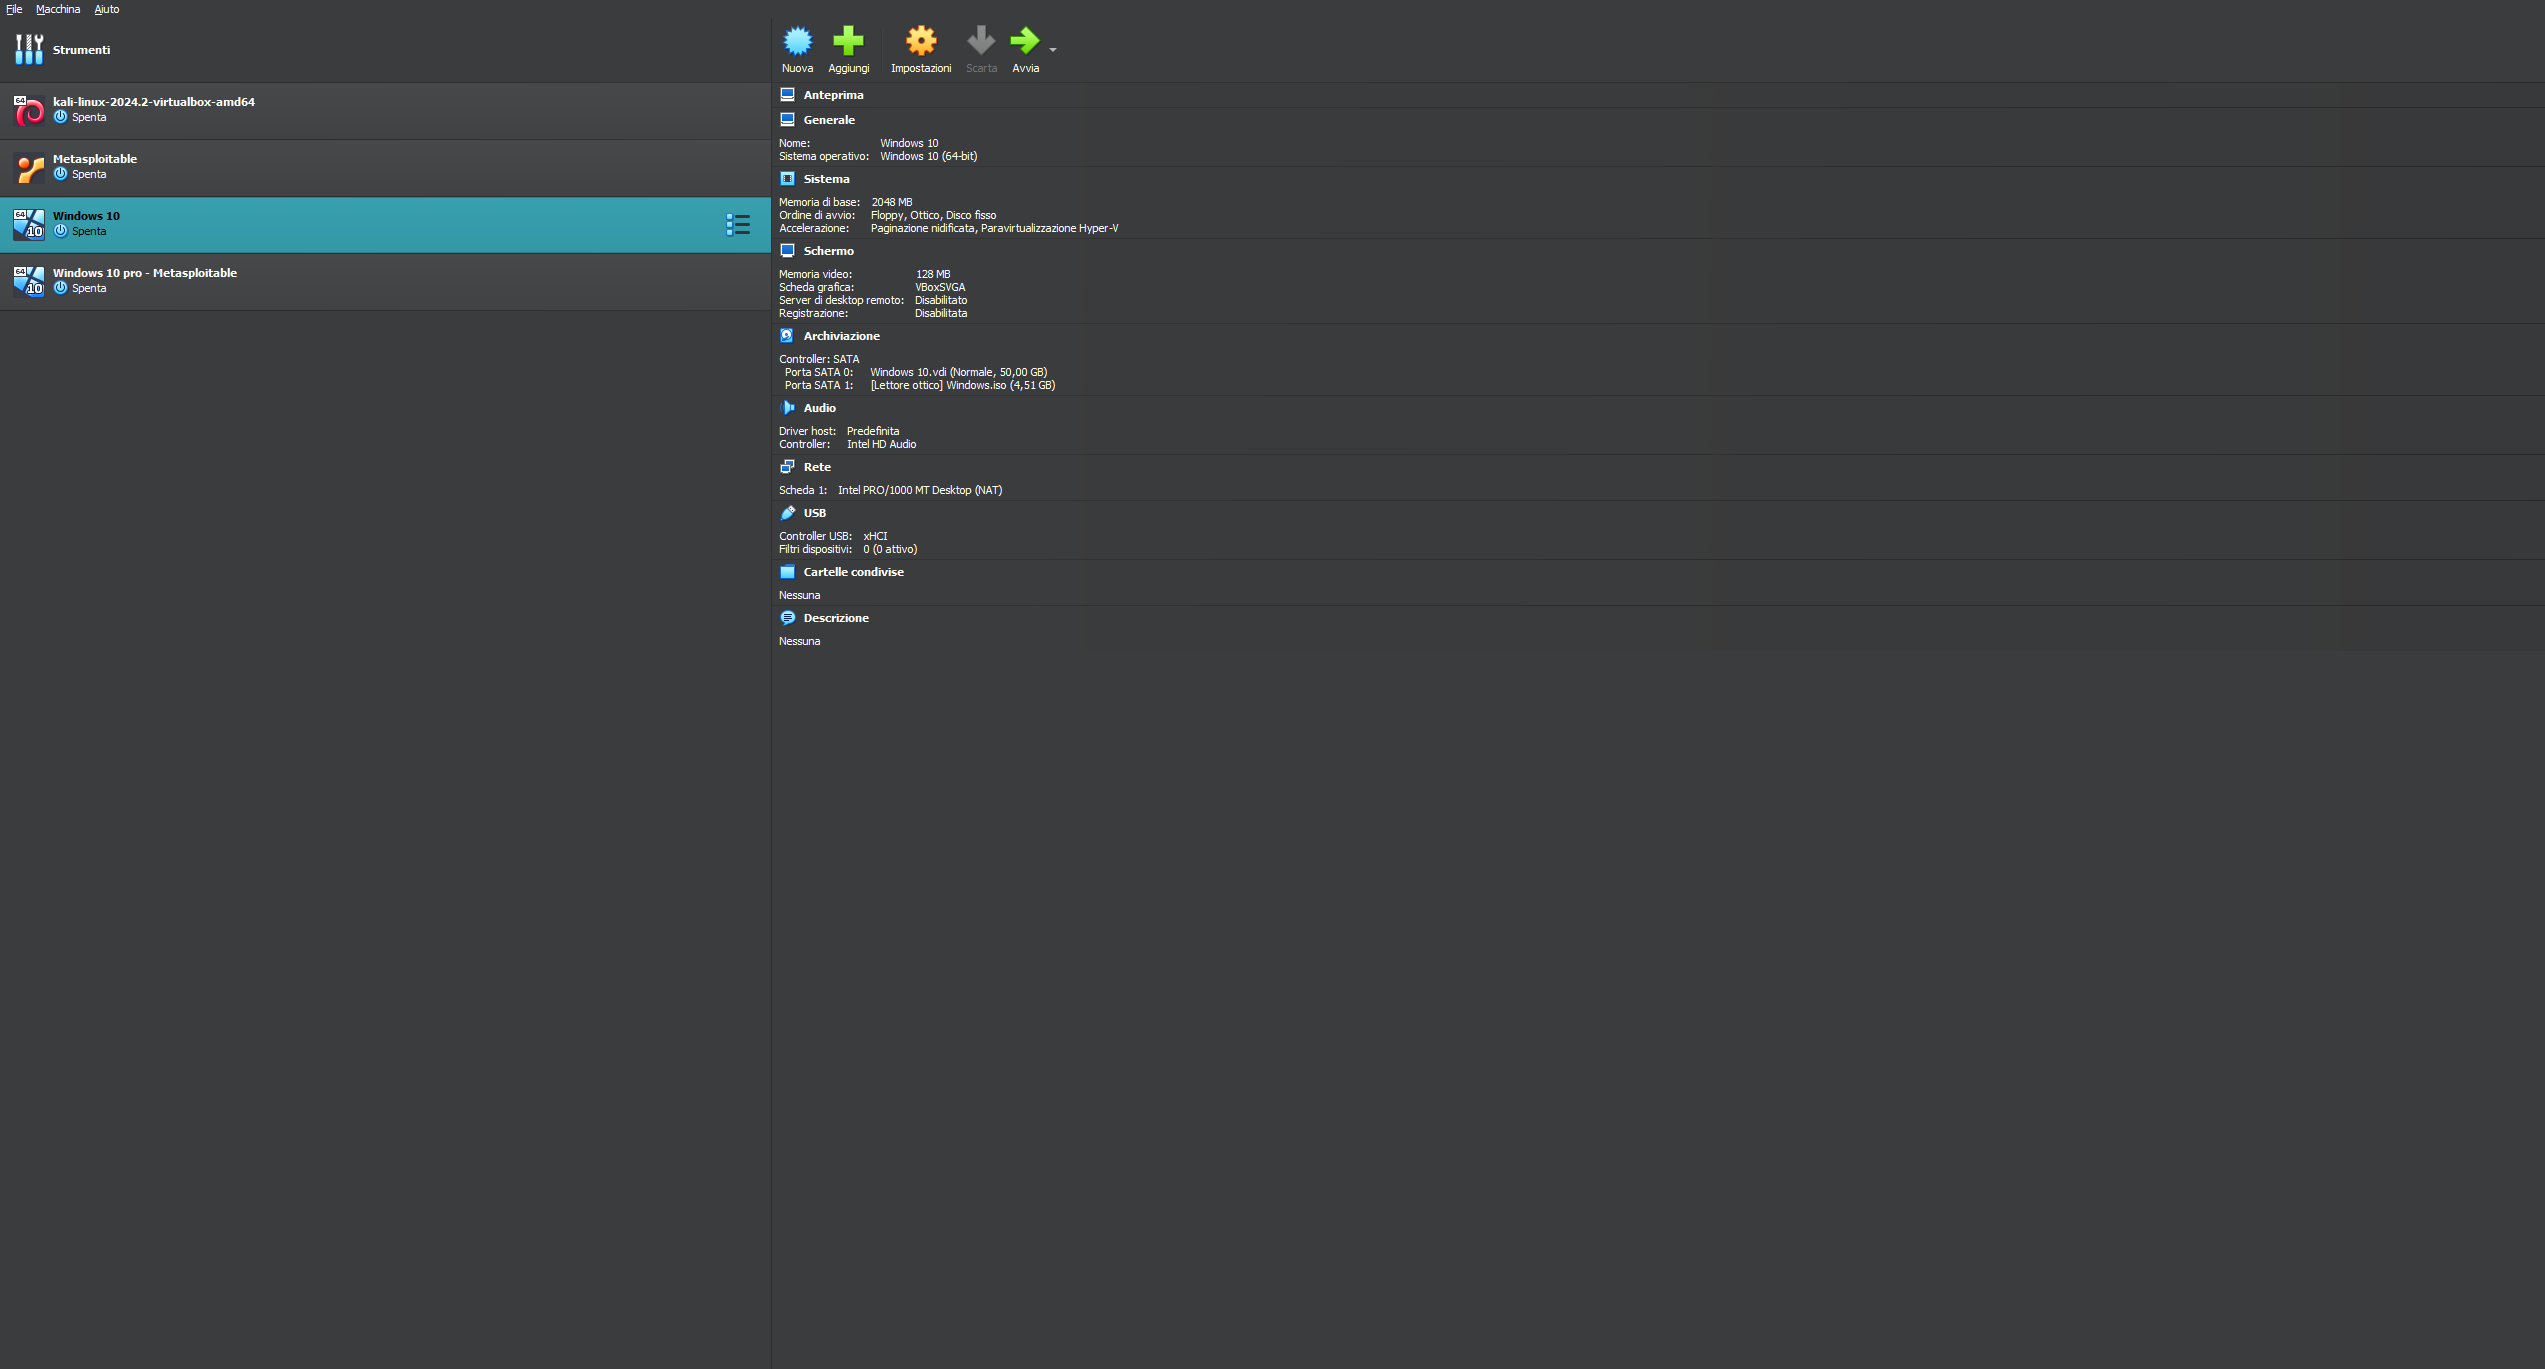 File Macchina Aiuto
Strumenti
64 kali-linux-2024.2-virtualbox-amd64
Spenta
Metasploitable
Spenta
64 10 Windows 10
Spenta
64 10 Windows 10 pro - Metasploitable
Spenta
Nuova Aggiungi Impostazioni Scarta Avvia
Anteprima
Generale
Nome: Windows 10
Sistema operativo: Windows 10 (64-bit)
Sistema
Memoria di base: 2048 MB
Ordine di avvio: Floppy, Ottico, Disco fisso
Accelerazione: Paginazione nidificata, Paravirtualizzazione Hyper-V
Schermo
Memoria video: 128 MB
Scheda grafica: VBoxSVGA
Server di desktop remoto: Disabilitato
Registrazione: Disabilitata
Archiviazione
Controller: SATA
Porta SATA 0: Windows 10.vdi (Normale, 50,00 GB)
Porta SATA 1: [Lettore ottico] Windows.iso (4,51 GB)
Audio
Driver host: Predefinita
Controller: Intel HD Audio
Rete
Scheda 1: Intel PRO/1000 MT Desktop (NAT)
USB
Controller USB: xHCI
Filtri dispositivi: 0 (0 attivo)
Cartelle condivise
Nessuna
Descrizione
Nessuna